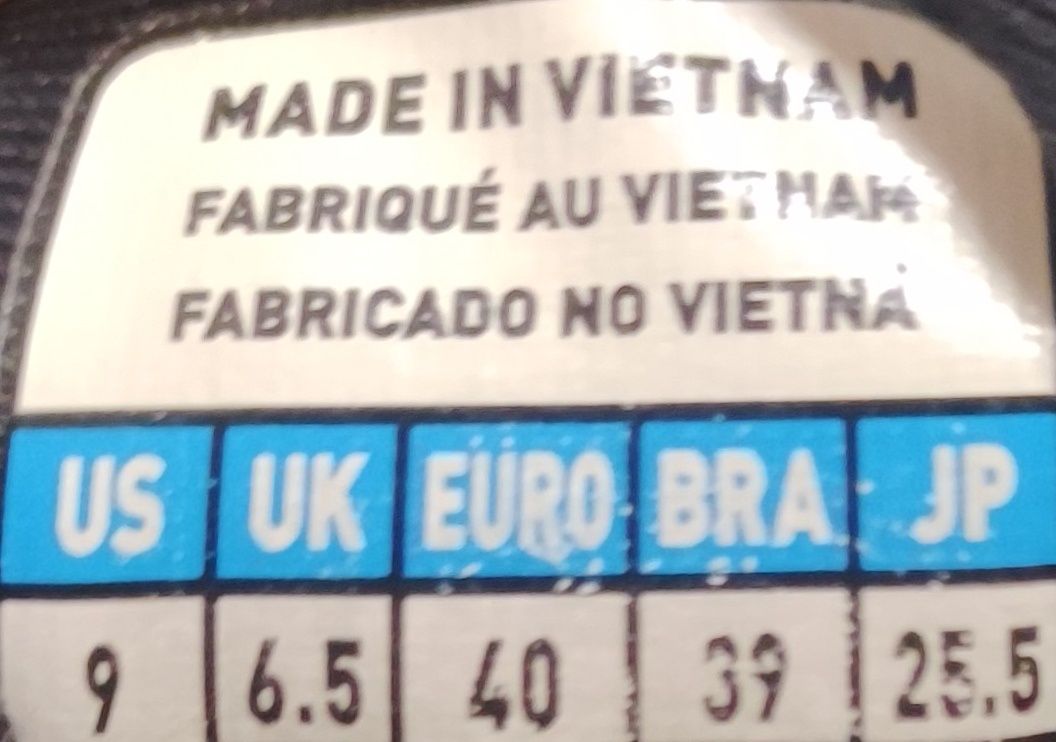 MADE IN VIETNAM
FABRIQUÉ AU VIETNAM
FABRICADO NO VIETNÃ
US UK EURO BRA JP
9 6.5 40 39 25.5